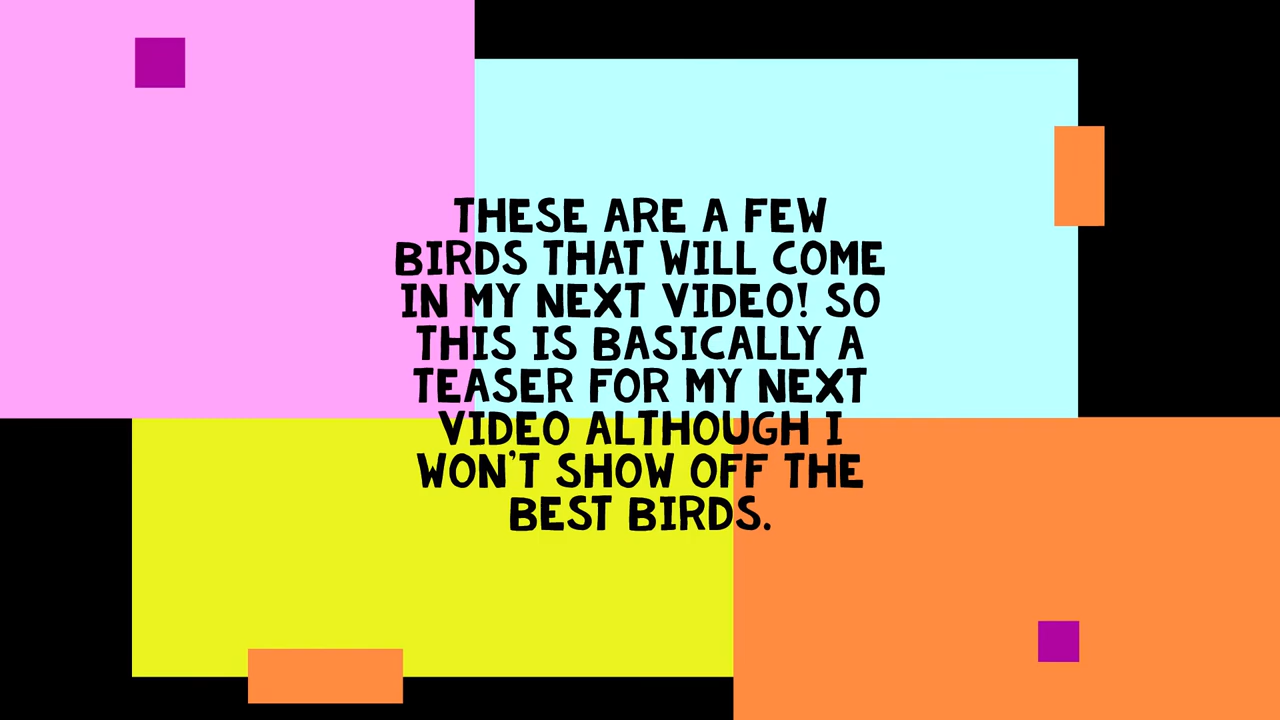 THESE ARE A FEW
BIRDS THAT WILL COME
IN MY NEXT VIDEO! SO
THIS IS BASICALLY A
TEASER FOR MY NEXT
VIDEO ALTHOUGH I
WON'T SHOW OFF THE
BEST BIRDS.